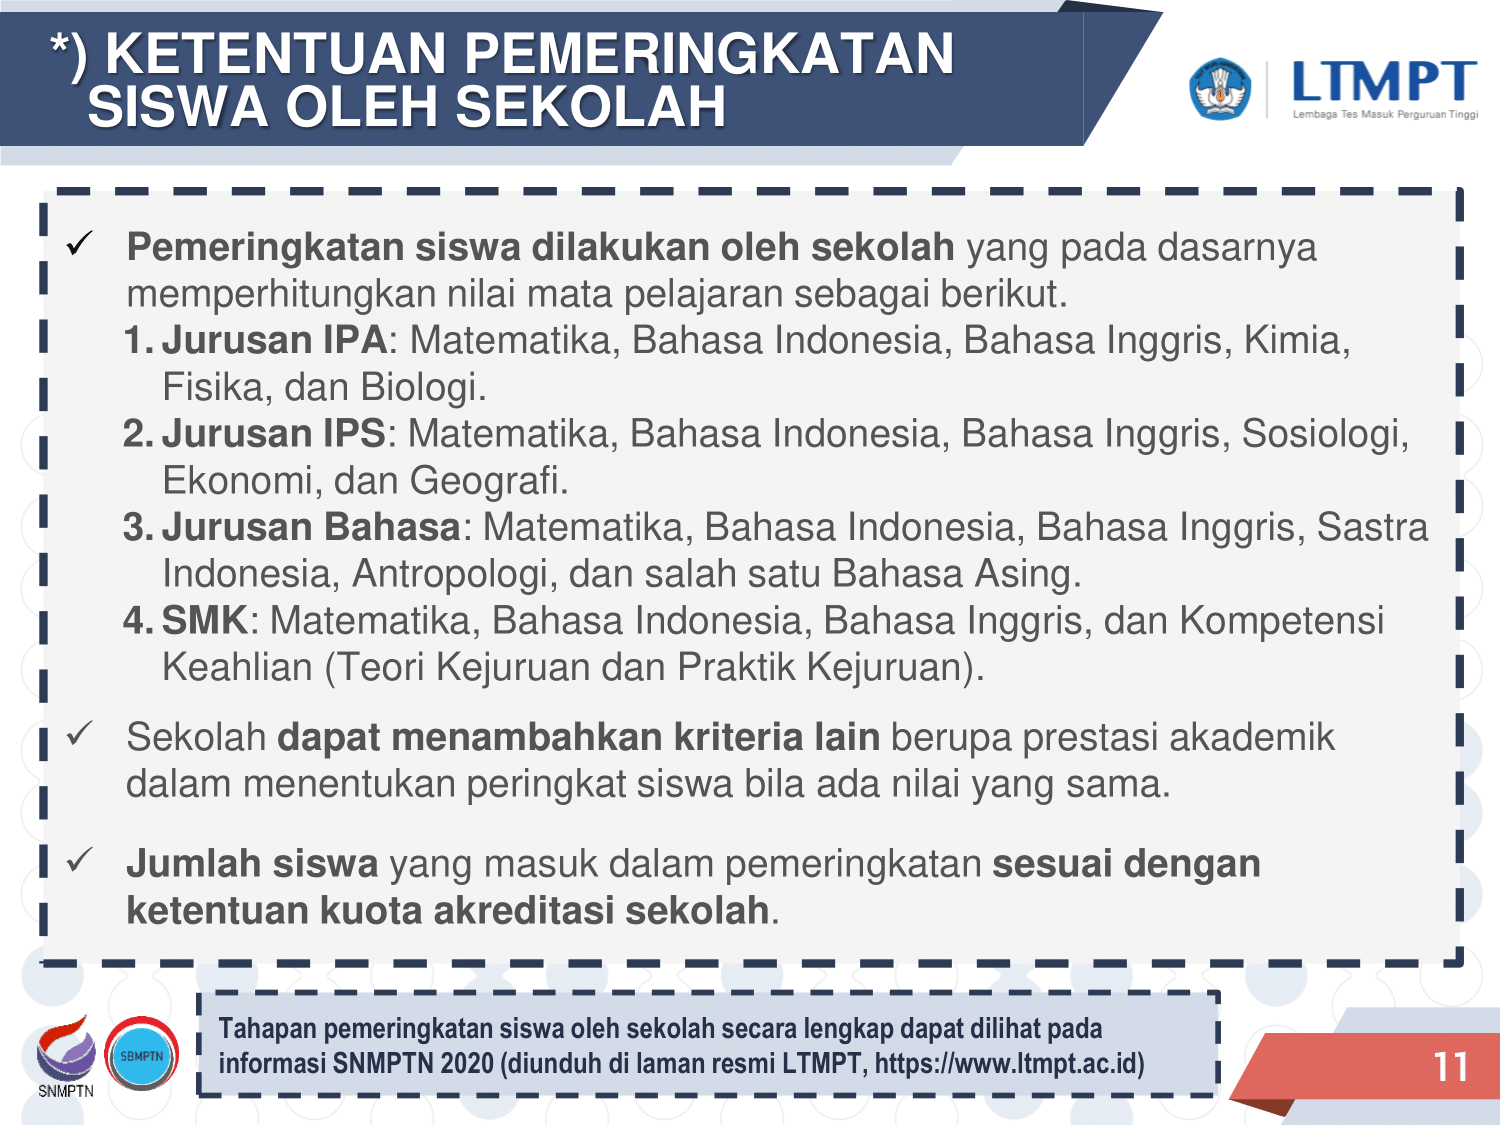 *) KETENTUAN PEMERINGKATAN
SISWA OLEH SEKOLAH
LTMPT
Lembaga Tes Masuk Perguruan Tinggi
✓ Pemeringkatan siswa dilakukan oleh sekolah yang pada dasarnya
memperhitungkan nilai mata pelajaran sebagai berikut.
1. Jurusan IPA: Matematika, Bahasa Indonesia, Bahasa Inggris, Kimia,
Fisika, dan Biologi.
2. Jurusan IPS: Matematika, Bahasa Indonesia, Bahasa Inggris, Sosiologi,
Ekonomi, dan Geografi.
3. Jurusan Bahasa: Matematika, Bahasa Indonesia, Bahasa Inggris, Sastra
Indonesia, Antropologi, dan salah satu Bahasa Asing.
4. SMK: Matematika, Bahasa Indonesia, Bahasa Inggris, dan Kompetensi
Keahlian (Teori Kejuruan dan Praktik Kejuruan).
✓ Sekolah dapat menambahkan kriteria lain berupa prestasi akademik
dalam menentukan peringkat siswa bila ada nilai yang sama.
✓ Jumlah siswa yang masuk dalam pemeringkatan sesuai dengan
ketentuan kuota akreditasi sekolah.
SNMPTN
SBMPTN
Tahapan pemeringkatan siswa oleh sekolah secara lengkap dapat dilihat pada
informasi SNMPTN 2020 (diunduh di laman resmi LTMPT, https://www.ltmpt.ac.id)
11